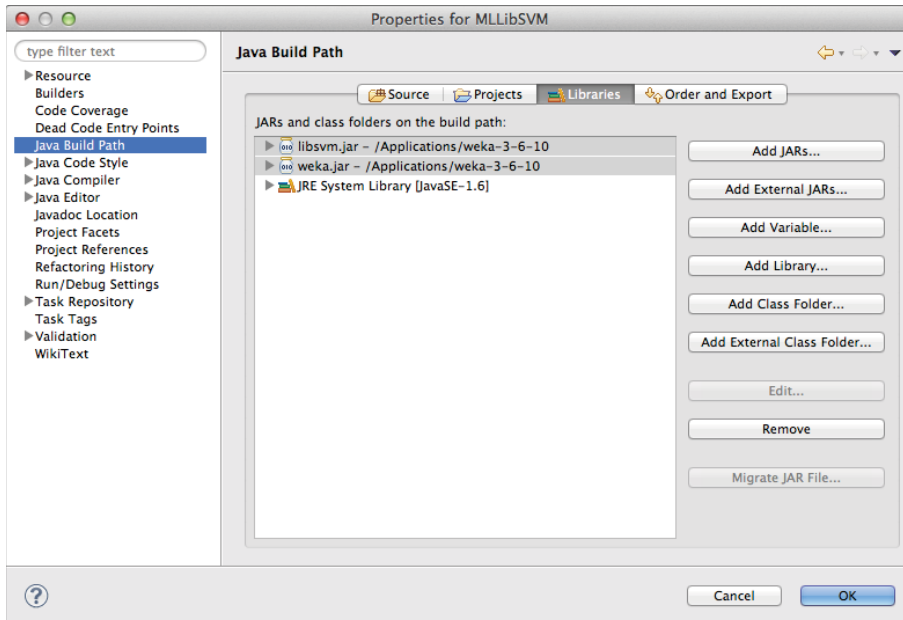 Properties for MLLibSVM
type filter text
Resource
Builders
Code Coverage
Dead Code Entry Points
Java Build Path
Java Code Style
Java Compiler
Java Editor
Javadoc Location
Project Facets
Project References
Refactoring History
Run/Debug Settings
Task Repository
Task Tags
Validation
WikiText
Java Build Path
Source Projects Libraries Order and Export
JARs and class folders on the build path:
libsvm.jar - /Applications/weka-3-6-10
weka.jar - /Applications/weka-3-6-10
JRE System Library [JavaSE-1.6]
Add JARs...
Add External JARs...
Add Variable...
Add Library...
Add Class Folder...
Add External Class Folder...
Edit...
Remove
Migrate JAR File...
?
Cancel OK